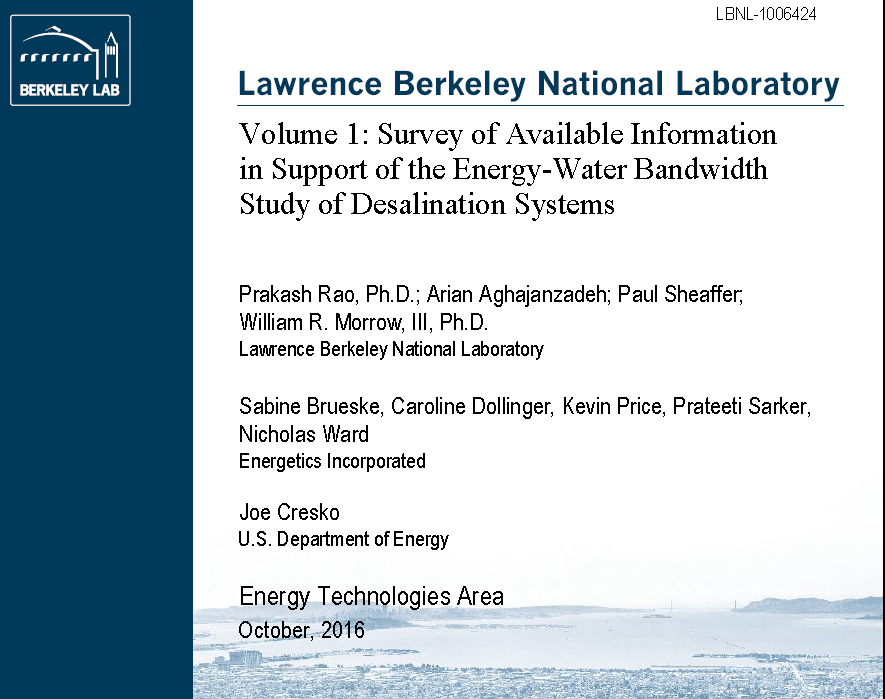 LBNL-1006424
BERKELEY LAB
Lawrence Berkeley National Laboratory
Volume 1: Survey of Available Information
in Support of the Energy-Water Bandwidth
Study of Desalination Systems
Prakash Rao, Ph.D.; Arian Aghajanzadeh; Paul Sheaffer;
William R. Morrow, III, Ph.D.
Lawrence Berkeley National Laboratory
Sabine Brueske, Caroline Dollinger, Kevin Price, Prateeti Sarker,
Nicholas Ward
Energetics Incorporated
Joe Cresko
U.S. Department of Energy
Energy Technologies Area
October, 2016